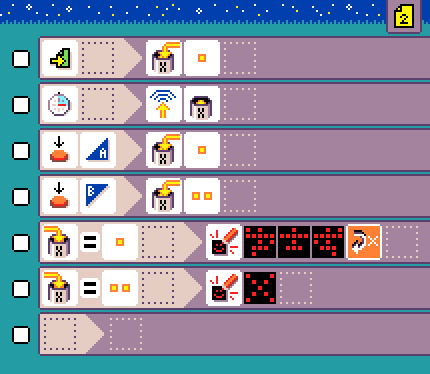 2
X
X
A X
B X
X = X
X =